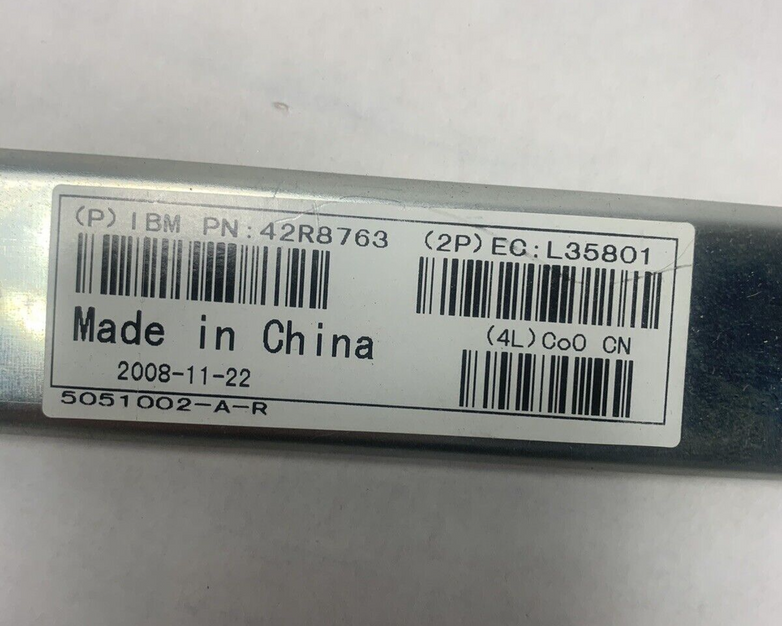 (P) IBM PN:42R8763
(2P) EC:L35801
Made in China
(4L) CoO CN
2008-11-22
5051002-A-R